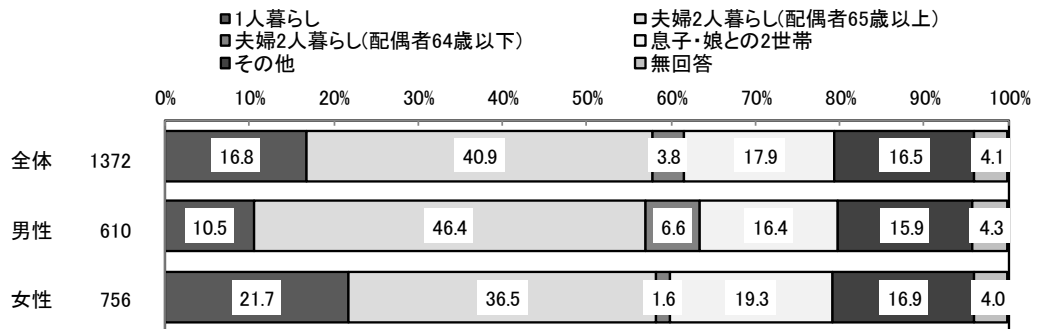 ■1人暮らし ■夫婦2人暮らし(配偶者65歳以上)
■夫婦2人暮らし(配偶者64歳以下) □息子・娘との2世帯
■その他 ■無回答
0% 10% 20% 30% 40% 50% 60% 70% 80% 90% 100%
全体 1372 16.8 40.9 3.8 17.9 16.5 4.1
男性 610 10.5 46.4 6.6 16.4 15.9 4.3
女性 756 21.7 36.5 1.6 19.3 16.9 4.0